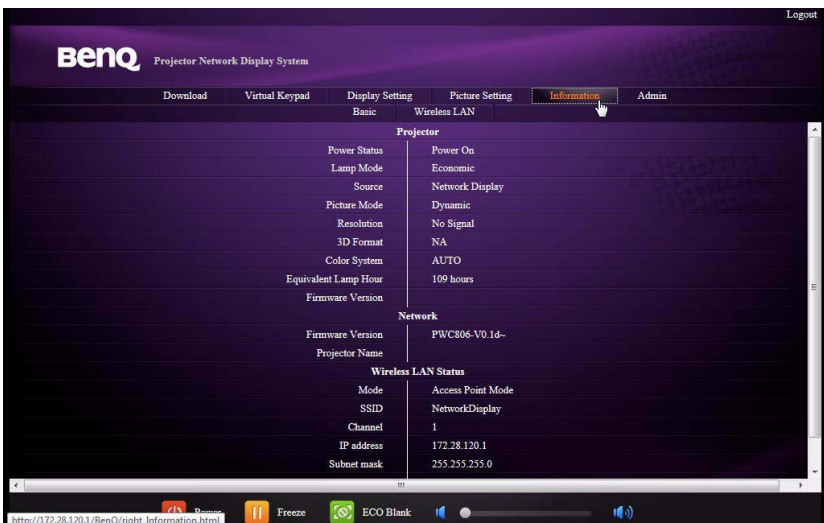 Logout
BenQ Projector Network Display System
Download Virtual Keypad Display Setting Picture Setting Information Admin
Basic Wireless LAN
Projector
Power Status Power On
Lamp Mode Economic
Source Network Display
Picture Mode Dynamic
Resolution No Signal
3D Format NA
Color System AUTO
Equivalent Lamp Hour 109 hours
Firmware Version
Network
Firmware Version PWC806-V0.1d~
Projector Name
Wireless LAN Status
Mode Access Point Mode
SSID NetworkDisplay
Channel 1
IP address 172.28.120.1
Subnet mask 255.255.255.0
Power Freeze ECO Blank
http://172.28.120.1/BenQ/right_Information.html